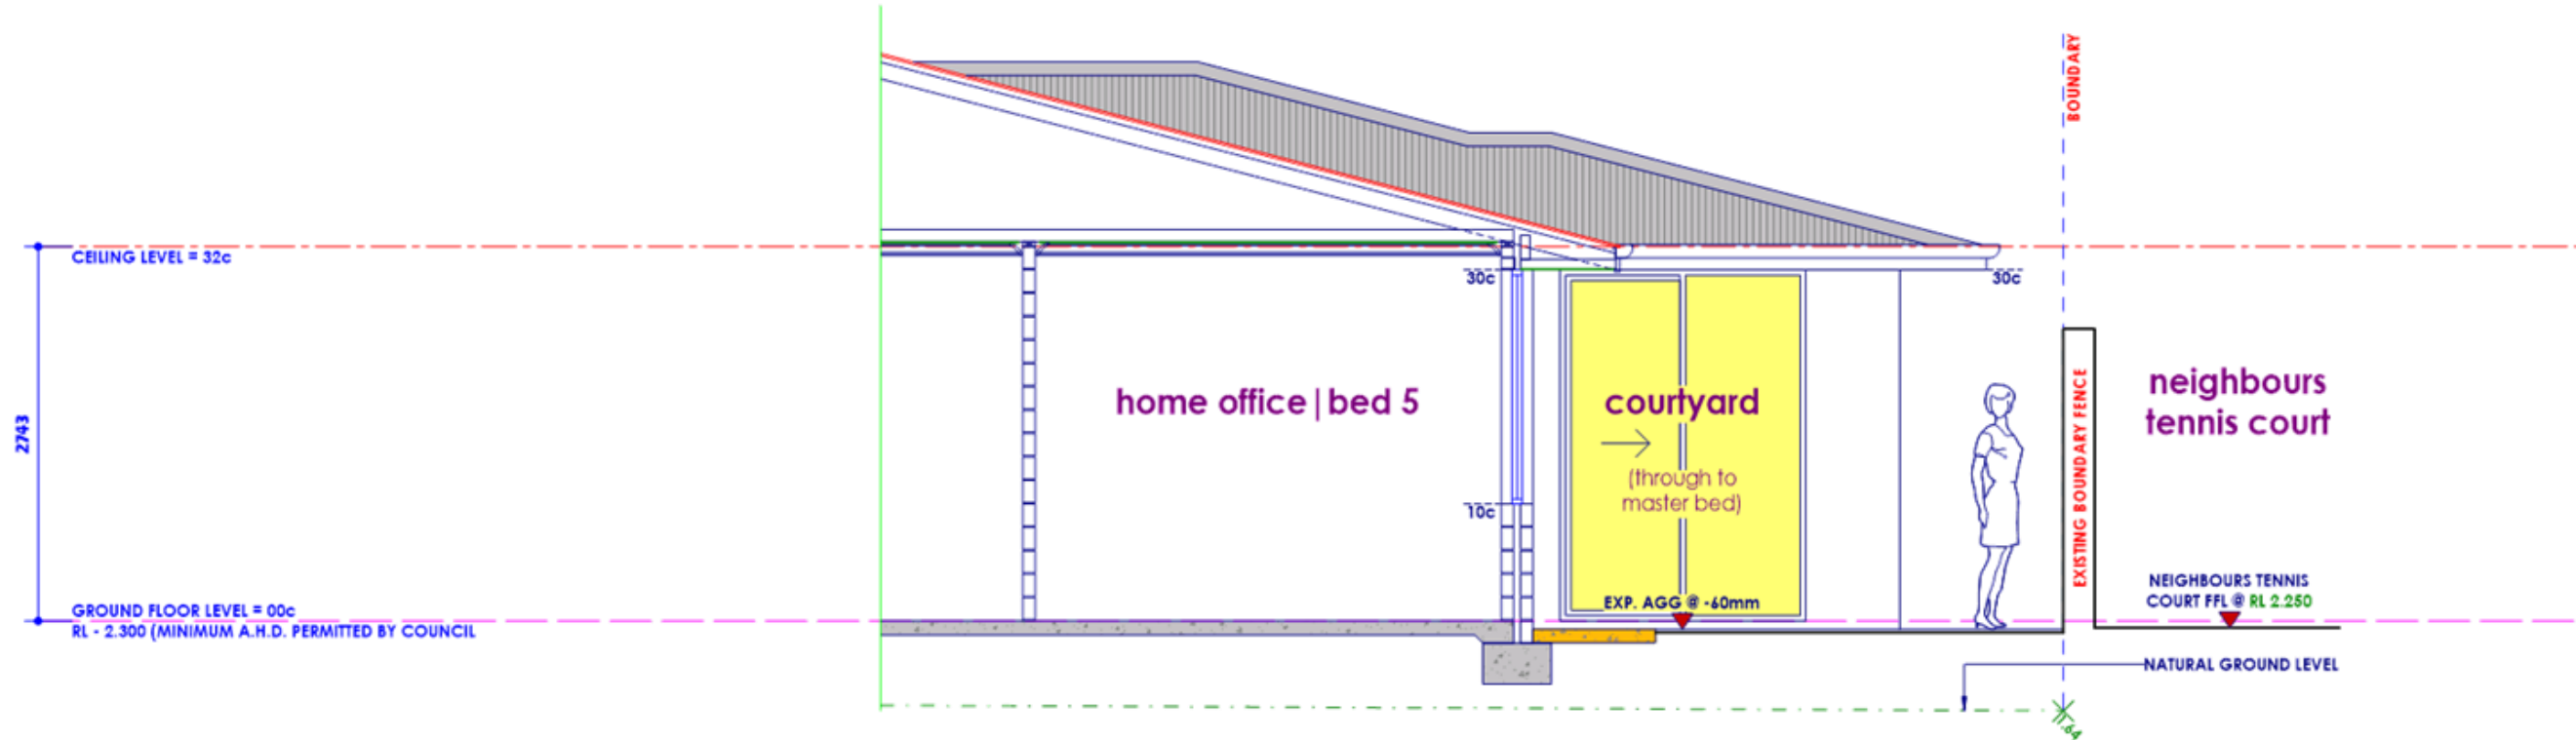 BOUNDARY
CEILING LEVEL = 32c
30c
30c
2743
home office|bed 5
courtyard
(through to
master bed)
neighbours
tennis court
EXISTING BOUNDARY FENCE
10c
EXP. AGG @ -60mm
NEIGHBOURS TENNIS
COURT FFL @ RL 2.250
GROUND FLOOR LEVEL = 00c
RL - 2.300 (MINIMUM A.H.D. PERMITTED BY COUNCIL
NATURAL GROUND LEVEL
1.64